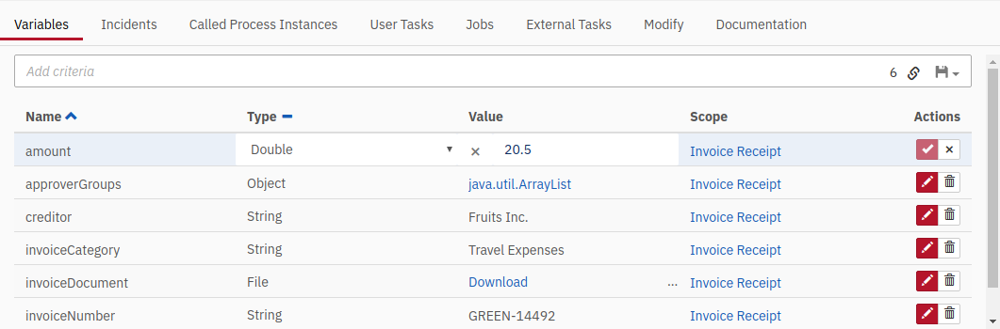 Variables Incidents Called Process Instances User Tasks Jobs External Tasks Modify Documentation
Add criteria 6
Name Type Value Scope Actions
amount Double 20.5 Invoice Receipt
approverGroups Object java.util.ArrayList Invoice Receipt
creditor String Fruits Inc. Invoice Receipt
invoiceCategory String Travel Expenses Invoice Receipt
invoiceDocument File Download ... Invoice Receipt
invoiceNumber String GREEN-14492 Invoice Receipt